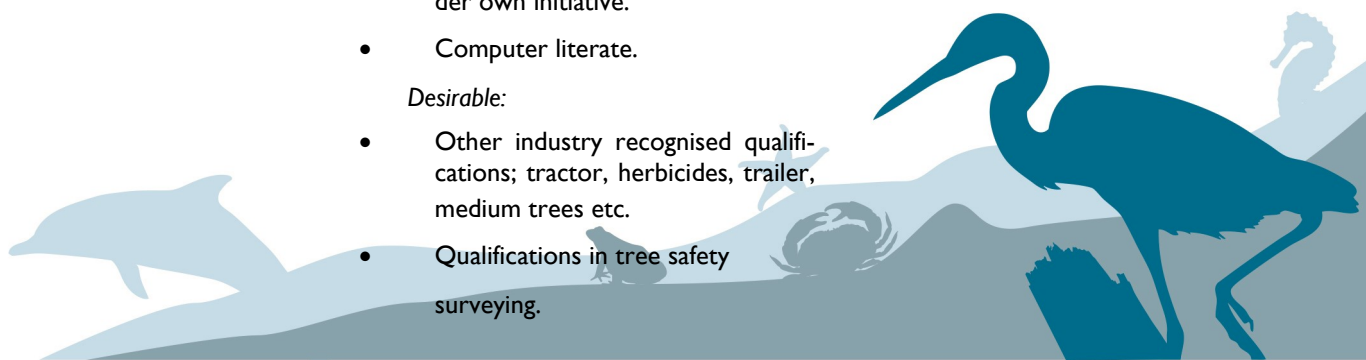 der own initiative.
• Computer literate.
Desirable:
• Other industry recognised qualifi-
cations; tractor, herbicides, trailer,
medium trees etc.
• Qualifications in tree safety
surveying.